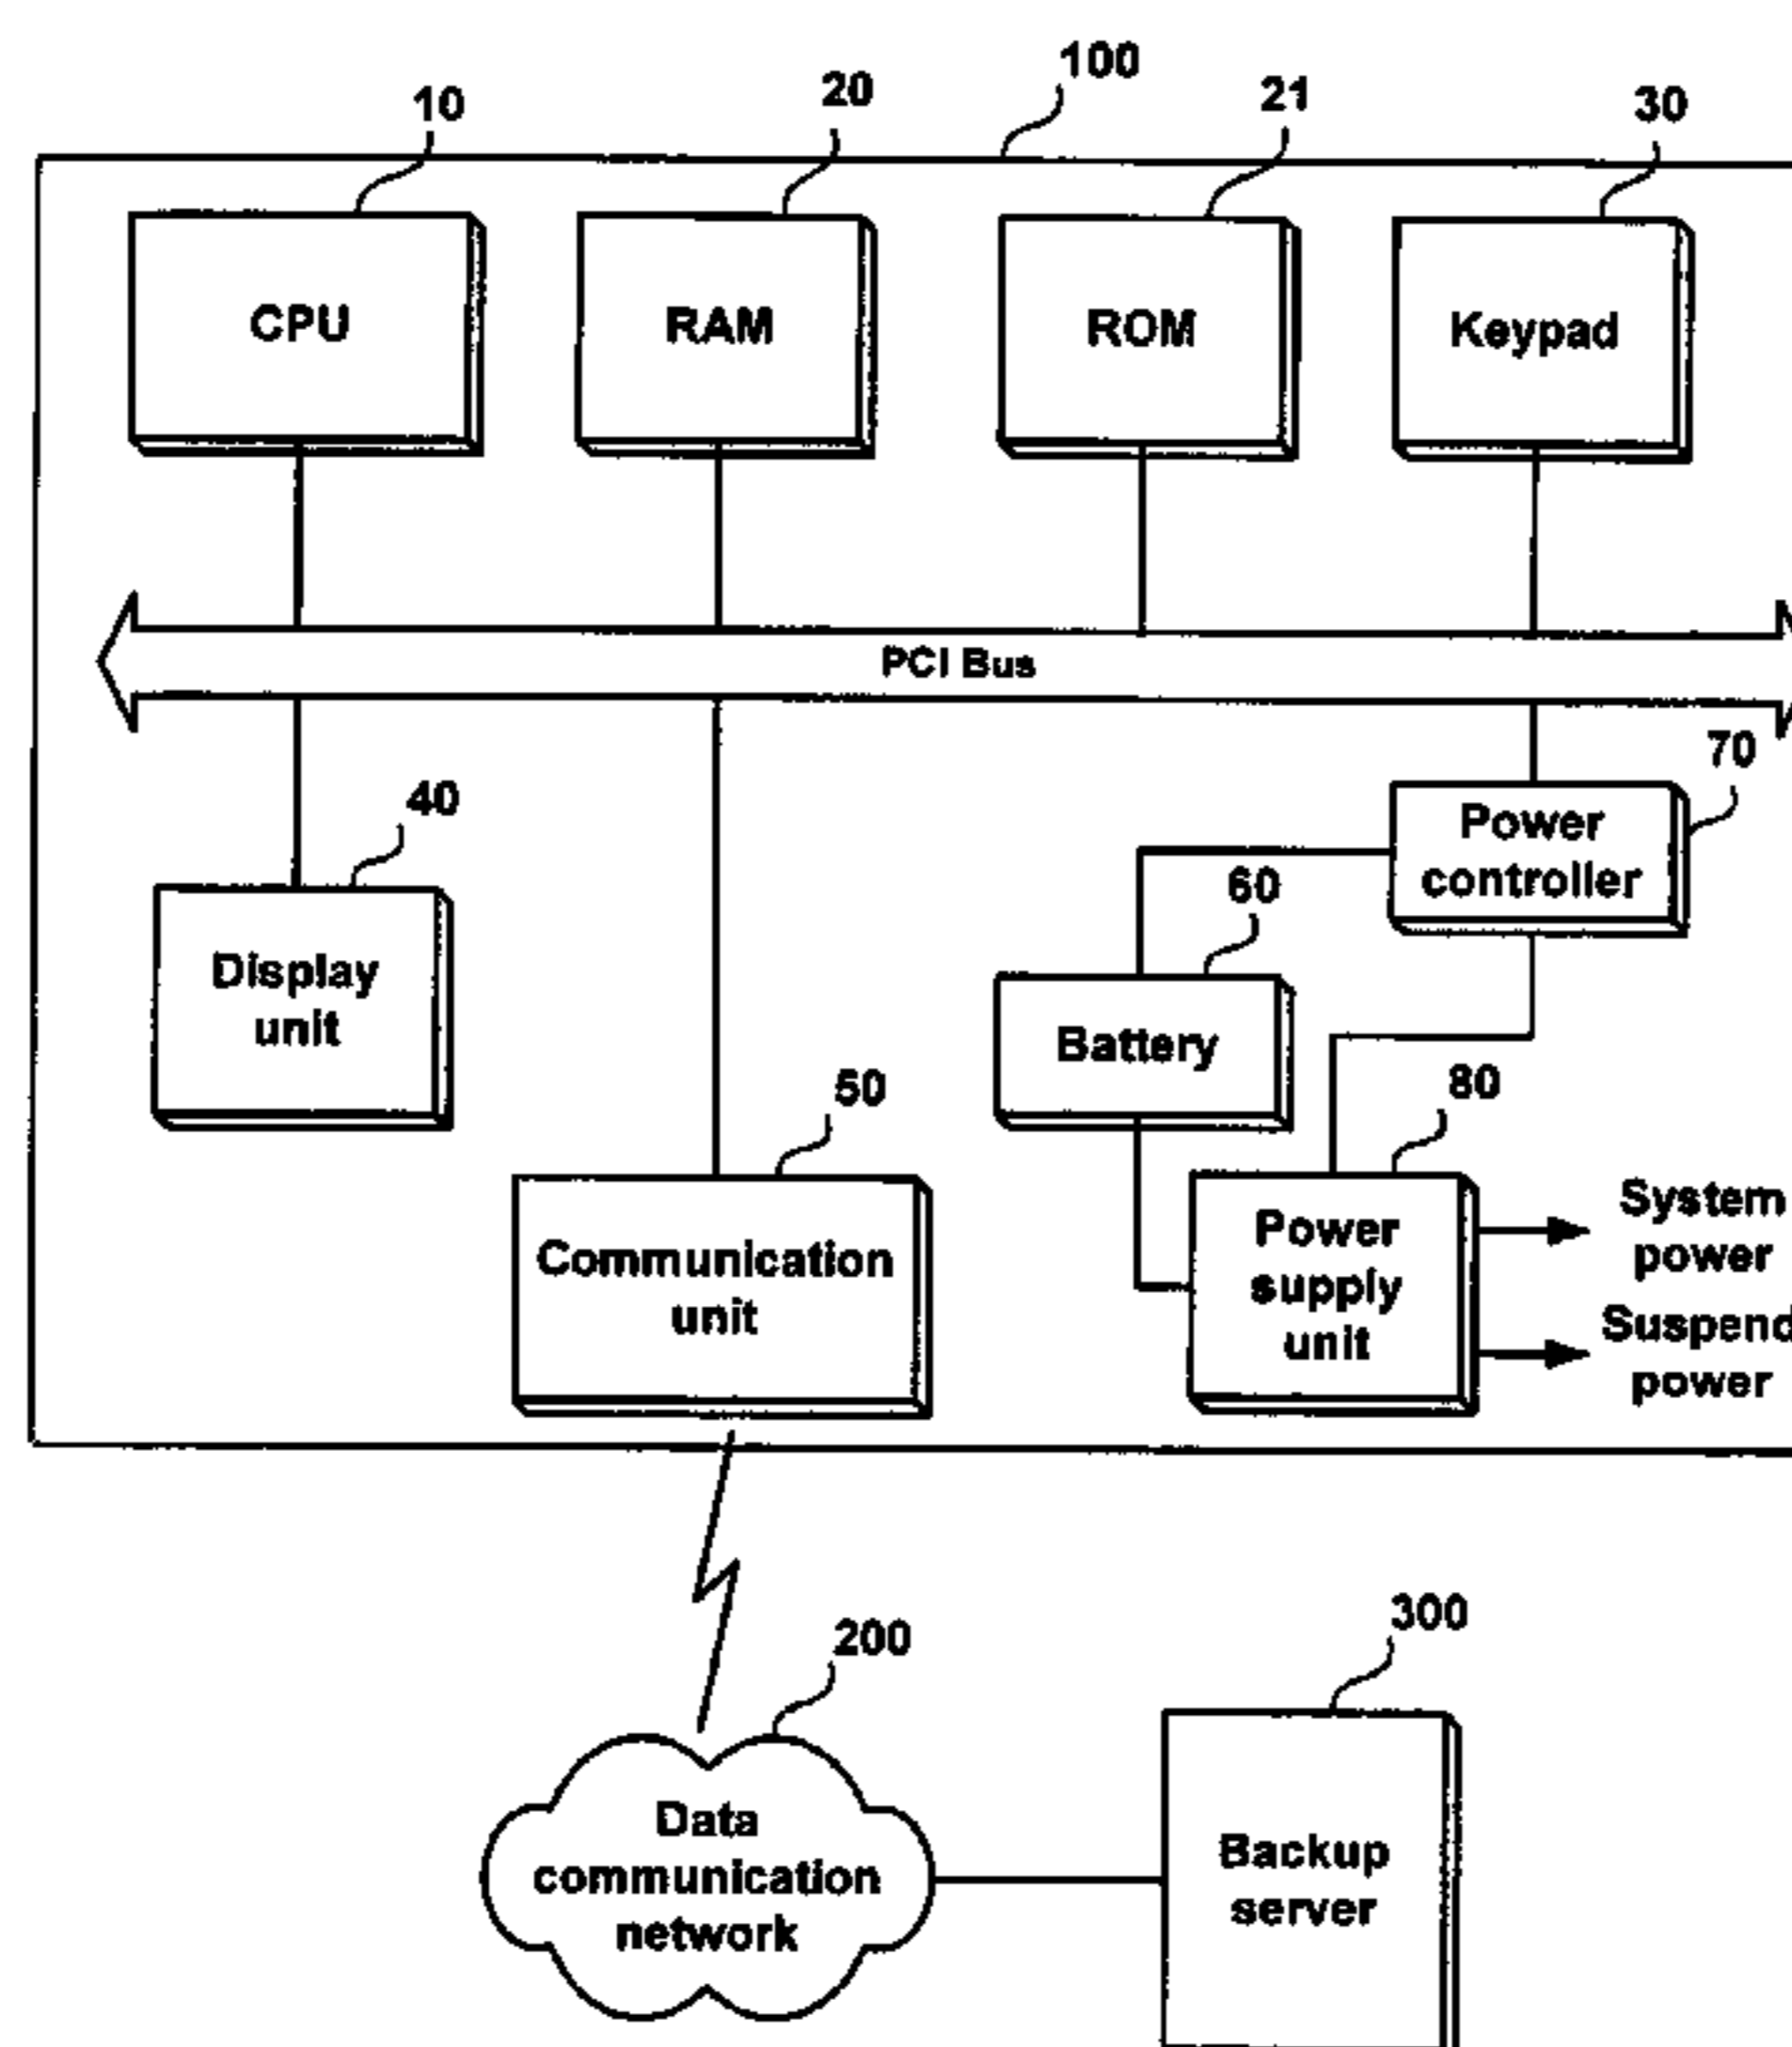 100
10
20
21
30
CPU
RAM
ROM
Keypad
PCI Bus
70
40
Power
controller
60
Display
unit
Battery
50
80
System
power
Communication
unit
Power
supply
unit
Suspend
power
200
300
Data
communication
network
Backup
server